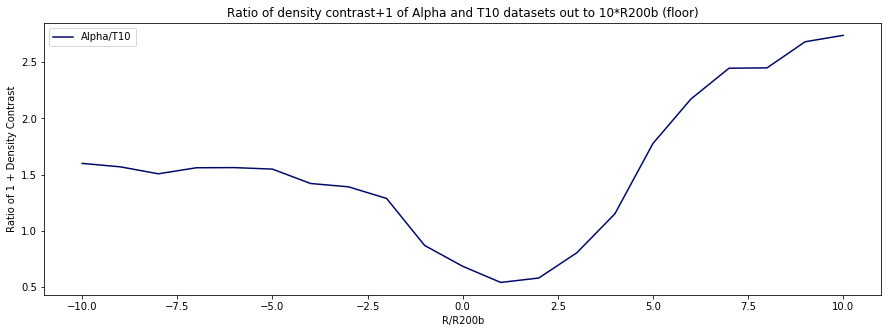 Ratio of density contrast+1 of Alpha and T10 datasets out to 10*R200b (floor)
Alpha/T10
Ratio of 1 + Density Contrast
2.5
2.0
1.5
1.0
0.5
−10.0 −7.5 −5.0 −2.5 0.0 2.5 5.0 7.5 10.0
R/R200b